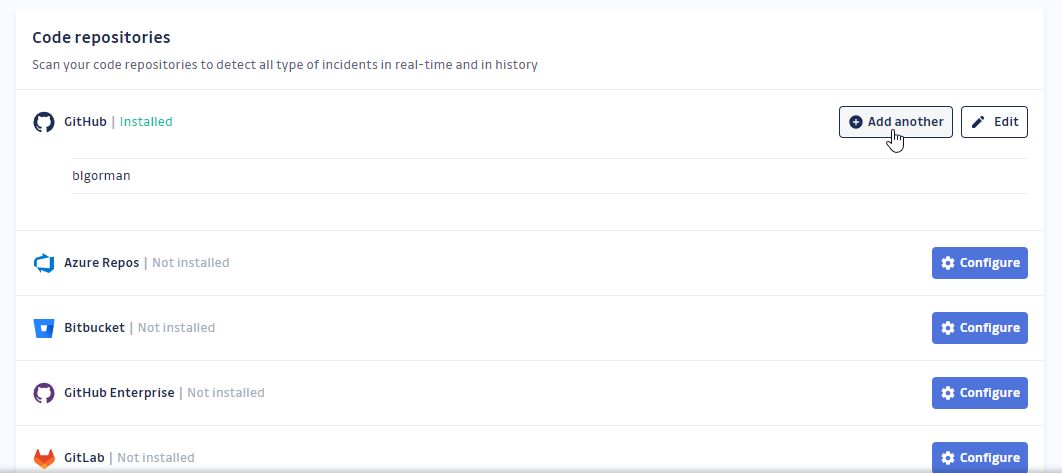 Code repositories
Scan your code repositories to detect all type of incidents in real-time and in history
GitHub | Installed
Add another
Edit
blgorman
Azure Repos | Not installed
Configure
Bitbucket | Not installed
Configure
GitHub Enterprise | Not installed
Configure
GitLab | Not installed
Configure